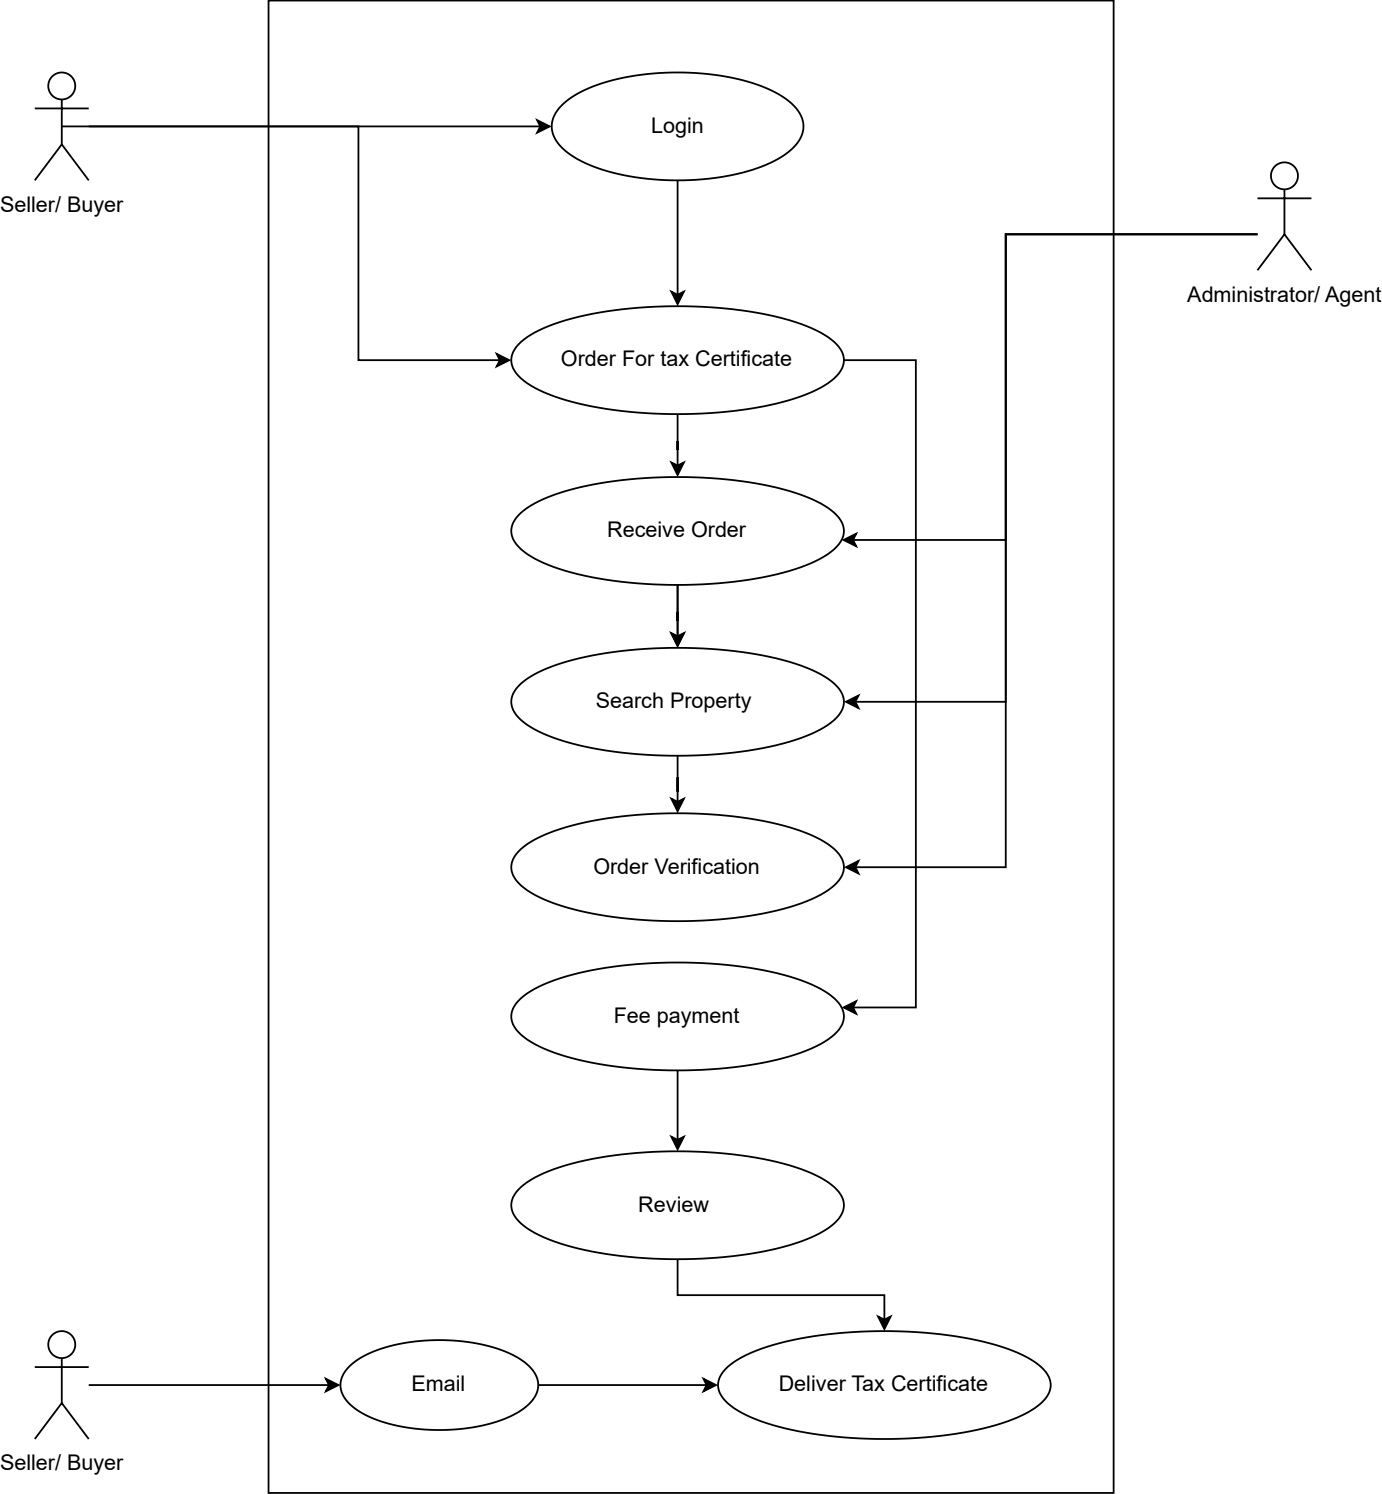 Login
Seller/ Buyer
Administrator/ Agent
Order For tax Certificate
Receive Order
Search Property
Order Verification
Fee payment
Review
Email
Deliver Tax Certificate
Seller/ Buyer